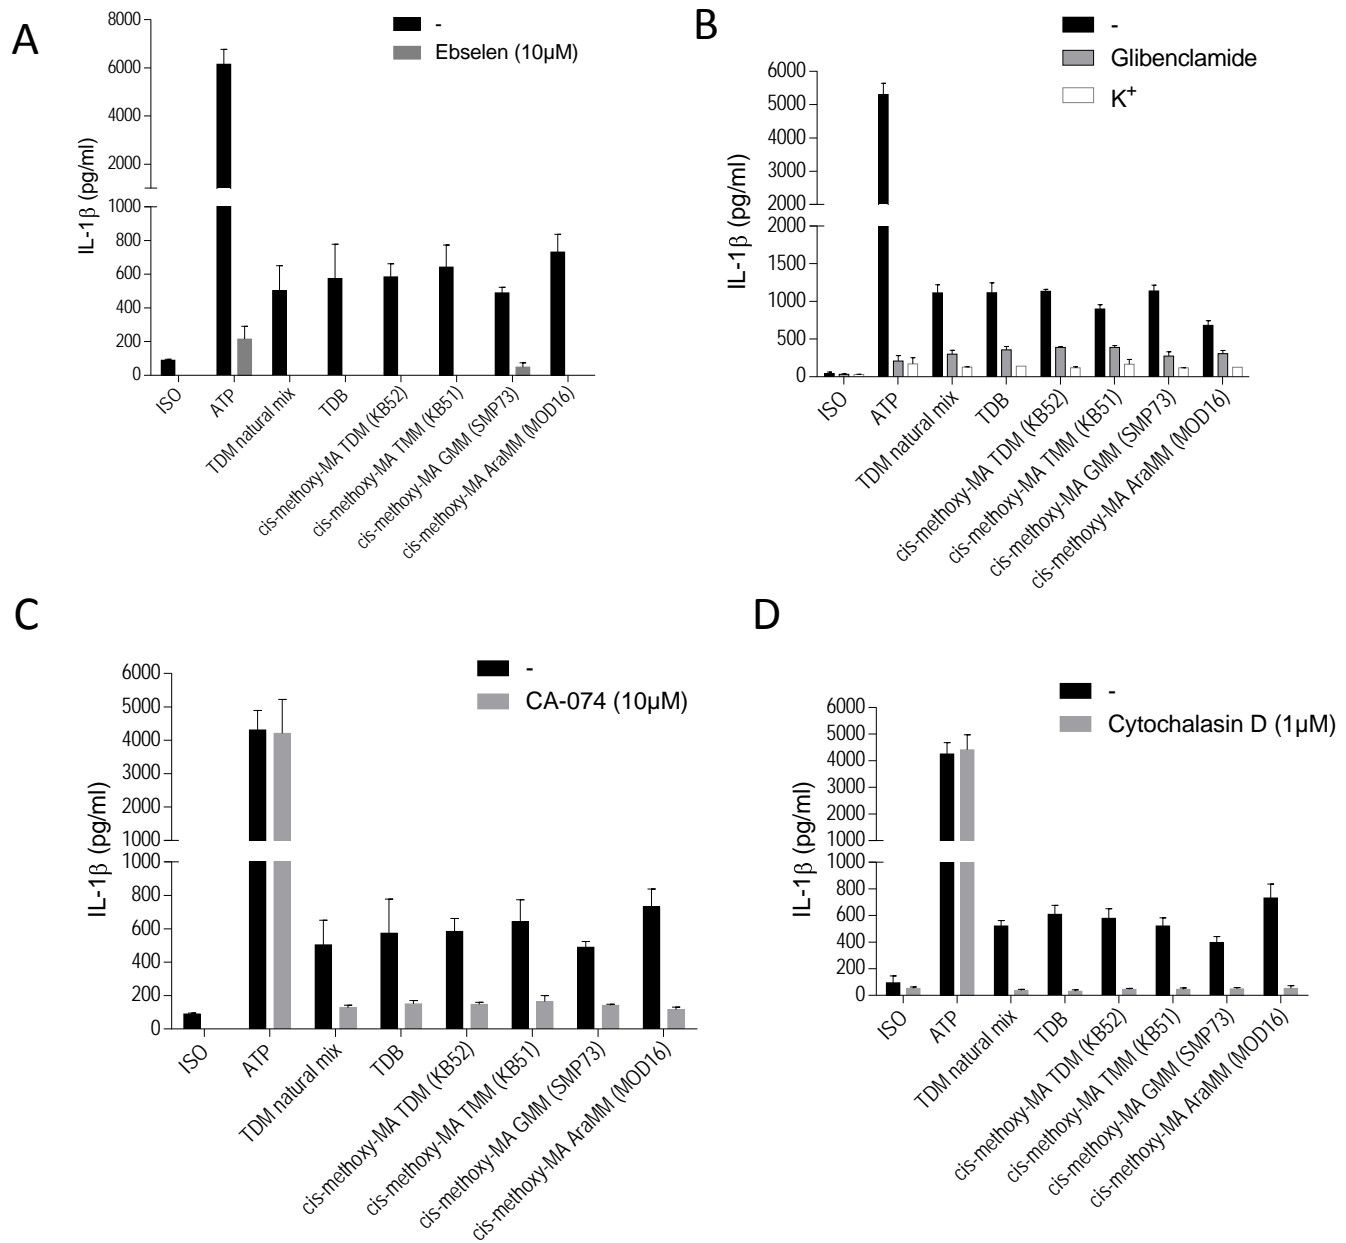 A
-
Ebselen (10µM)
IL-1β (pg/ml)
8000
6000
4000
2000
1000
800
600
400
200
0
ISO
ATP
TDM natural mix
TDB
cis-methoxy-MA TDM (KB52)
cis-methoxy-MA TMM (KB51)
cis-methoxy-MA GMM (SMP73)
cis-methoxy-MA AraMM (MOD16)
B
-
Glibenclamide
K+
IL-1β (pg/ml)
6000
5000
4000
3000
2000
2000
1500
1000
500
0
ISO
ATP
TDM natural mix
TDB
cis-methoxy-MA TDM (KB52)
cis-methoxy-MA TMM (KB51)
cis-methoxy-MA GMM (SMP73)
cis-methoxy-MA AraMM (MOD16)
C
-
CA-074 (10µM)
IL-1β (pg/ml)
6000
5000
4000
3000
2000
1000
1000
800
600
400
200
0
ISO
ATP
TDM natural mix
TDB
cis-methoxy-MA TDM (KB52)
cis-methoxy-MA TMM (KB51)
cis-methoxy-MA GMM (SMP73)
cis-methoxy-MA AraMM (MOD16)
D
-
Cytochalasin D (1µM)
IL-1β (pg/ml)
6000
5000
4000
3000
2000
1000
1000
800
600
400
200
0
ISO
ATP
TDM natural mix
TDB
cis-methoxy-MA TDM (KB52)
cis-methoxy-MA TMM (KB51)
cis-methoxy-MA GMM (SMP73)
cis-methoxy-MA AraMM (MOD16)